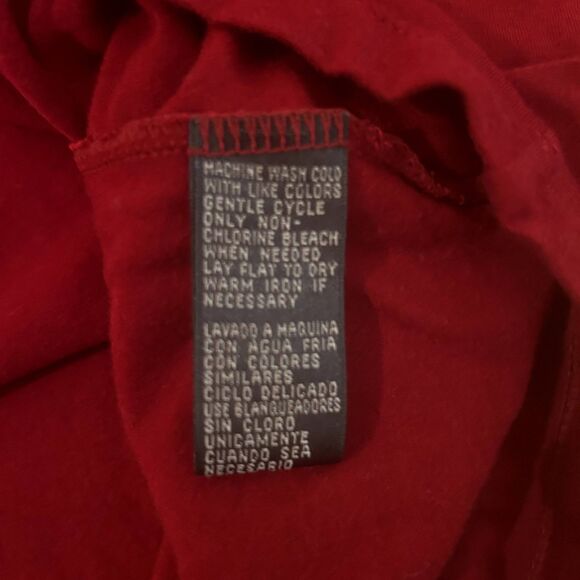 MACHINE WASH COLD
WITH LIKE COLORS
GENTLE CYCLE
ONLY NON-
CHLORINE BLEACH
WHEN NEEDED
LAY FLAT TO DRY
WARM IRON IF
NECESSARY
LAVADO A MAQUINA
CON AGUA FRIA
CON COLORES
SIMILARES
CICLO DELICADO
USE BLANQUEADORES
SIN CLORO
UNICAMENTE
CUANDO SEA
NECESARIO